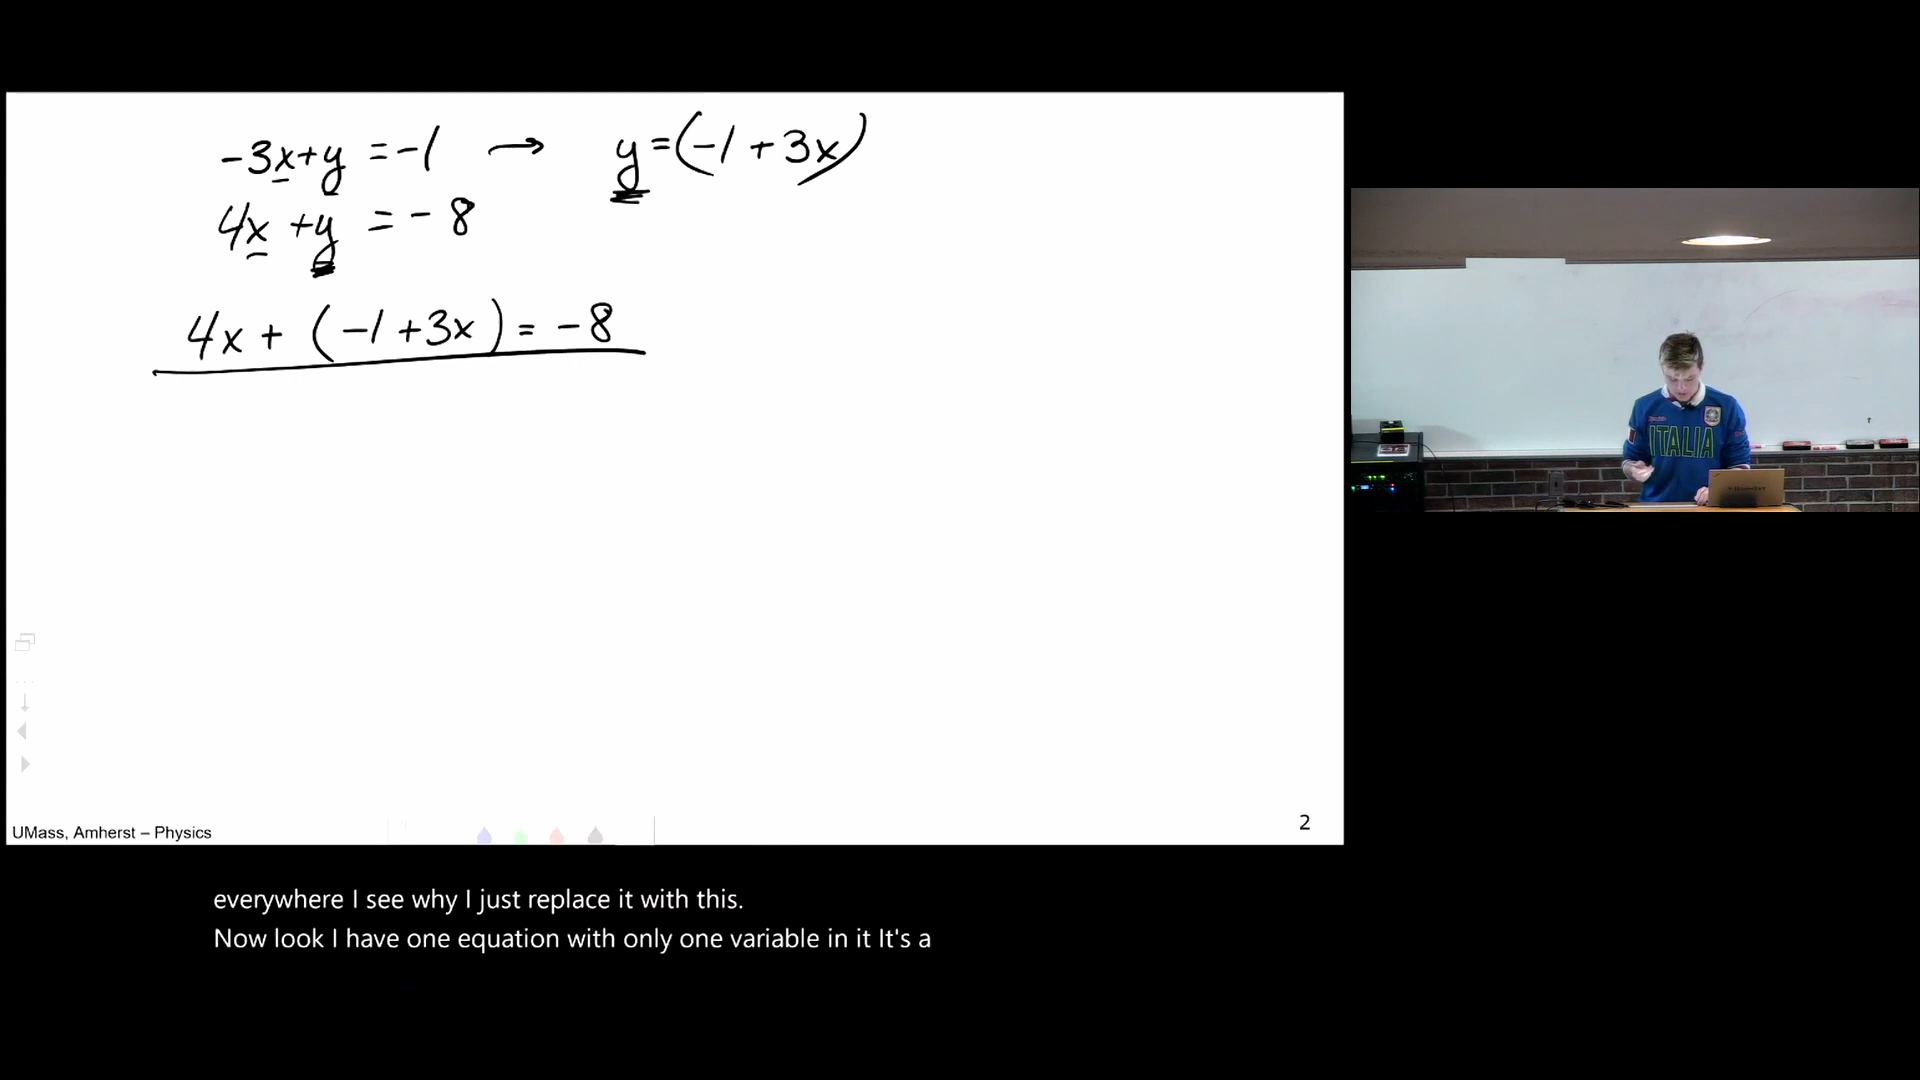 -3x+y = -1 → y = (-1 + 3x)
4x + y = - 8
4x + (-1 + 3x) = - 8
ITALIA
UMass, Amherst – Physics
2
everywhere I see why I just replace it with this.
Now look I have one equation with only one variable in it It's a